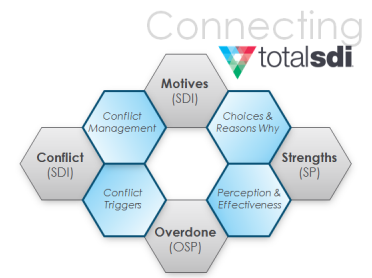 Connecting
totalsdi
Motives
(SDI)
Conflict
Management
Choices &
Reasons Why
Conflict
(SDI)
Strengths
(SP)
Conflict
Triggers
Perception &
Effectiveness
Overdone
(OSP)